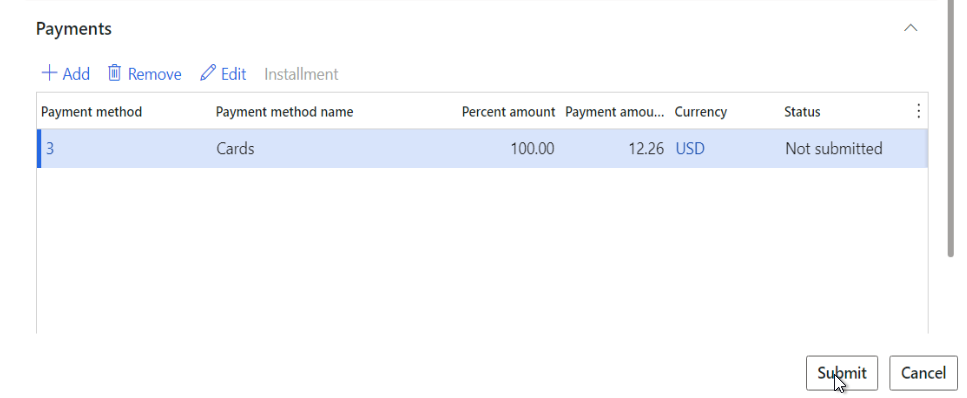 Payments
Add Remove Edit Installment
Payment method Payment method name Percent amount Payment amou... Currency Status
3 Cards 100.00 12.26 USD Not submitted
Submit Cancel